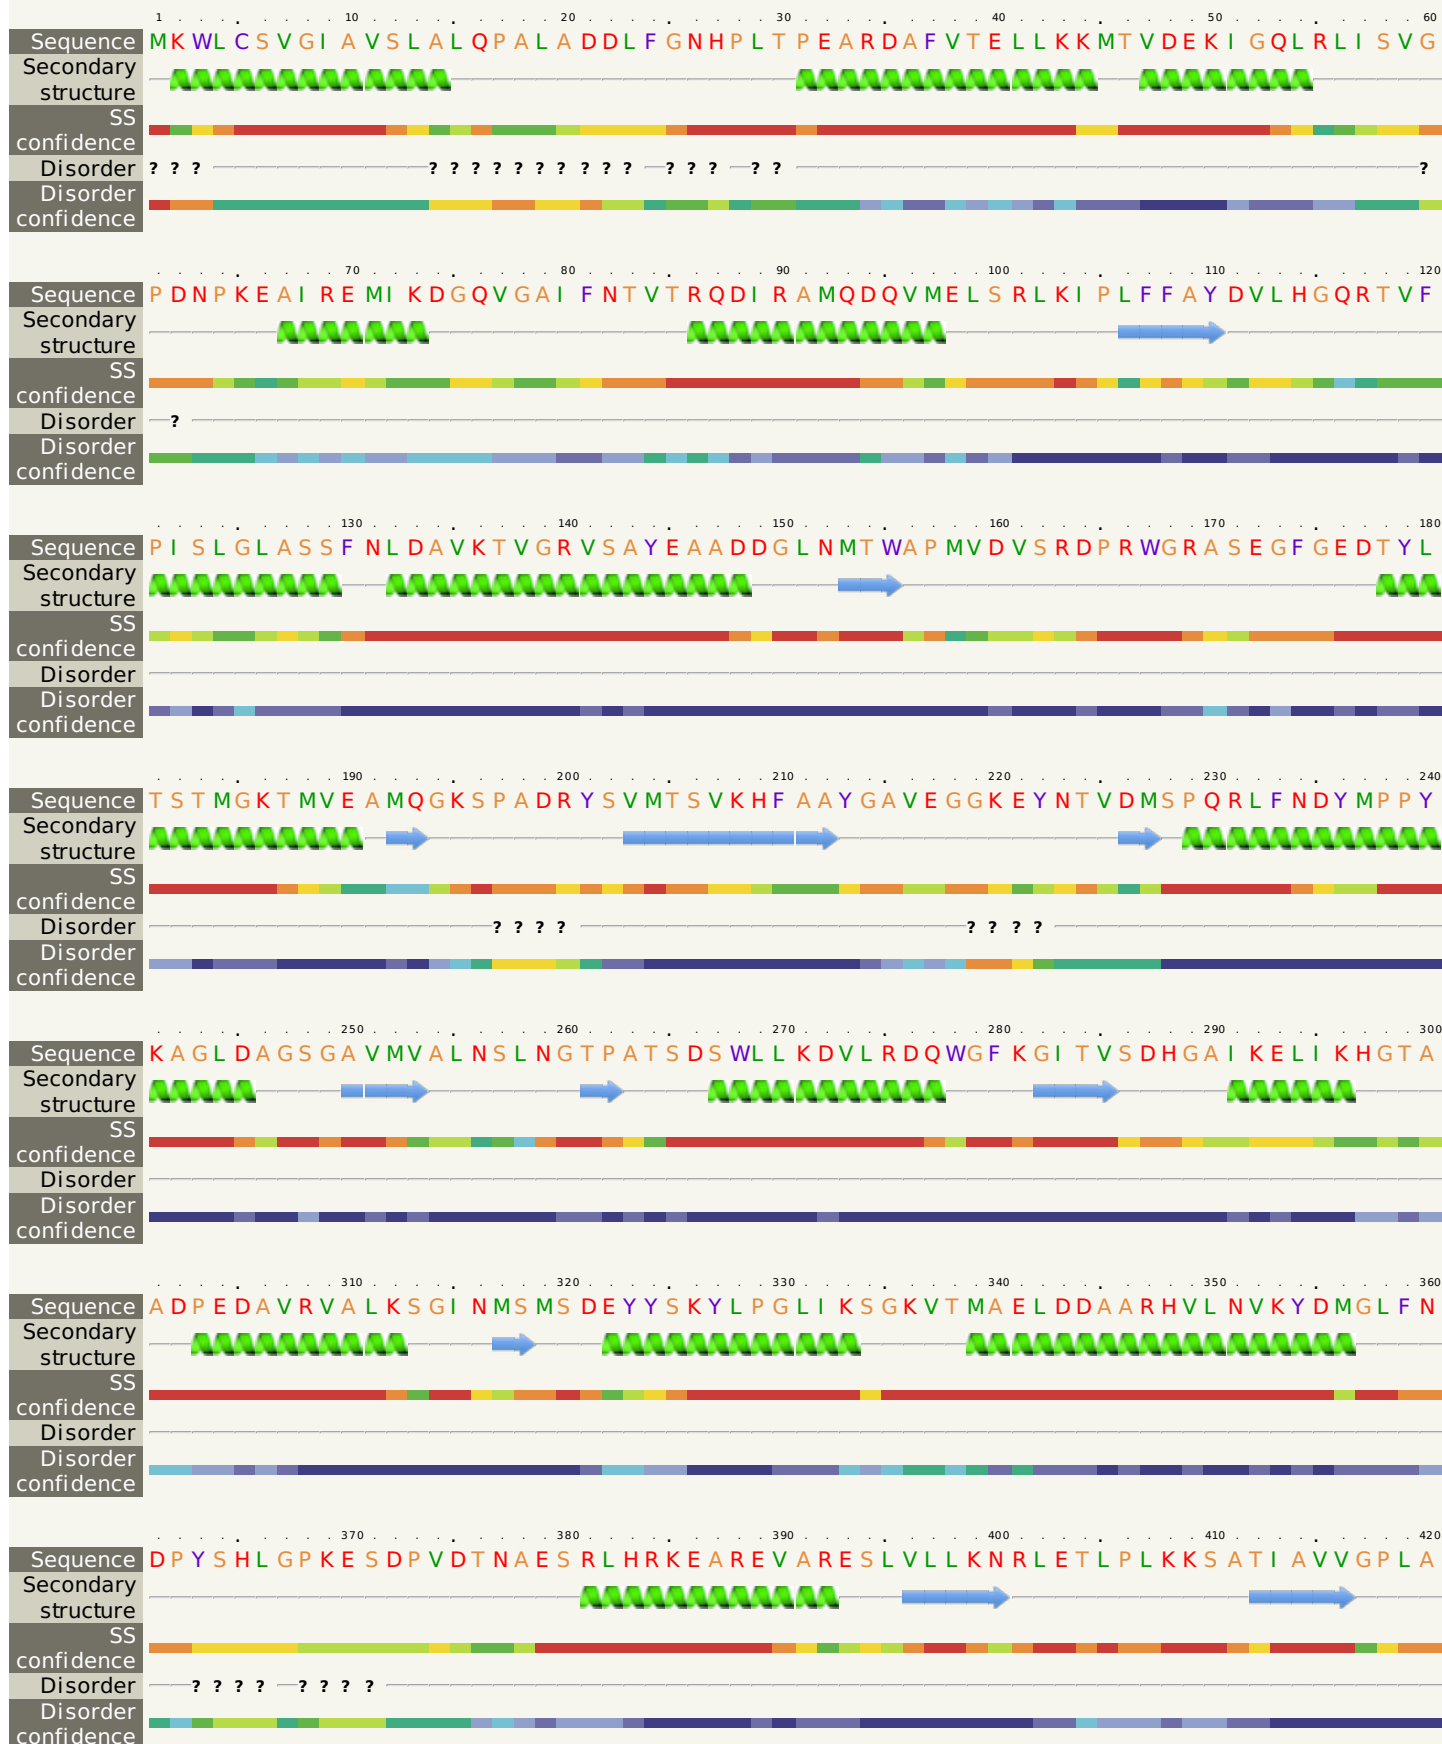 1 10 20 30 40 50 60
Sequence MKWLCSVGIAVSLALQPALADDLFGNHPLTPEARDAFVTELLKKMTVDEKIGQLRLISVG
Secondary
structure
SS
confidence
Disorder ? ? ? ? ? ? ? ? ? ? ? ? ? ? ? ? ? ? ?
Disorder
confidence
70 80 90 100 110 120
Sequence PDNPKEAIREMIKDGQVGAIFNTVTRQDIRAMQDQVMELSRLKIPLFFAYDVLHGQRTVF
Secondary
structure
SS
confidence
Disorder ?
Disorder
confidence
130 140 150 160 170 180
Sequence PISLGLASSFNLDAVKTVGRVSAYEAADDGLNMTWAPMVDVSRDPRWGRASEGFGEDTYL
Secondary
structure
SS
confidence
Disorder
Disorder
confidence
190 200 210 220 230 240
Sequence TSTMGKTMVEAMQGKSPADRYSVMTSVKHFAAYGAVEGGKEYNTVDMSPQRLFNDYMPPY
Secondary
structure
SS
confidence
Disorder ? ? ? ? ? ? ? ?
Disorder
confidence
250 260 270 280 290 300
Sequence KAGLDAGSGAVMVALNSLNGTPATSDSWLLKDVLRDQWGFKGITVSDHGAIKELIKHGTA
Secondary
structure
SS
confidence
Disorder
Disorder
confidence
310 320 330 340 350 360
Sequence ADPEDAVRVALKSGINMSMSDEYYSKYLPGLIKSGKVTMAELDDAARHVLNVKYDMGLFN
Secondary
structure
SS
confidence
Disorder
Disorder
confidence
370 380 390 400 410 420
Sequence DPYSHLGPKESDPVDTNAESRLHRKEAREVARESLVLLKNRLETLPLKKSATIAVVGPLA
Secondary
structure
SS
confidence
Disorder ? ? ? ? ? ? ? ?
Disorder
confidence